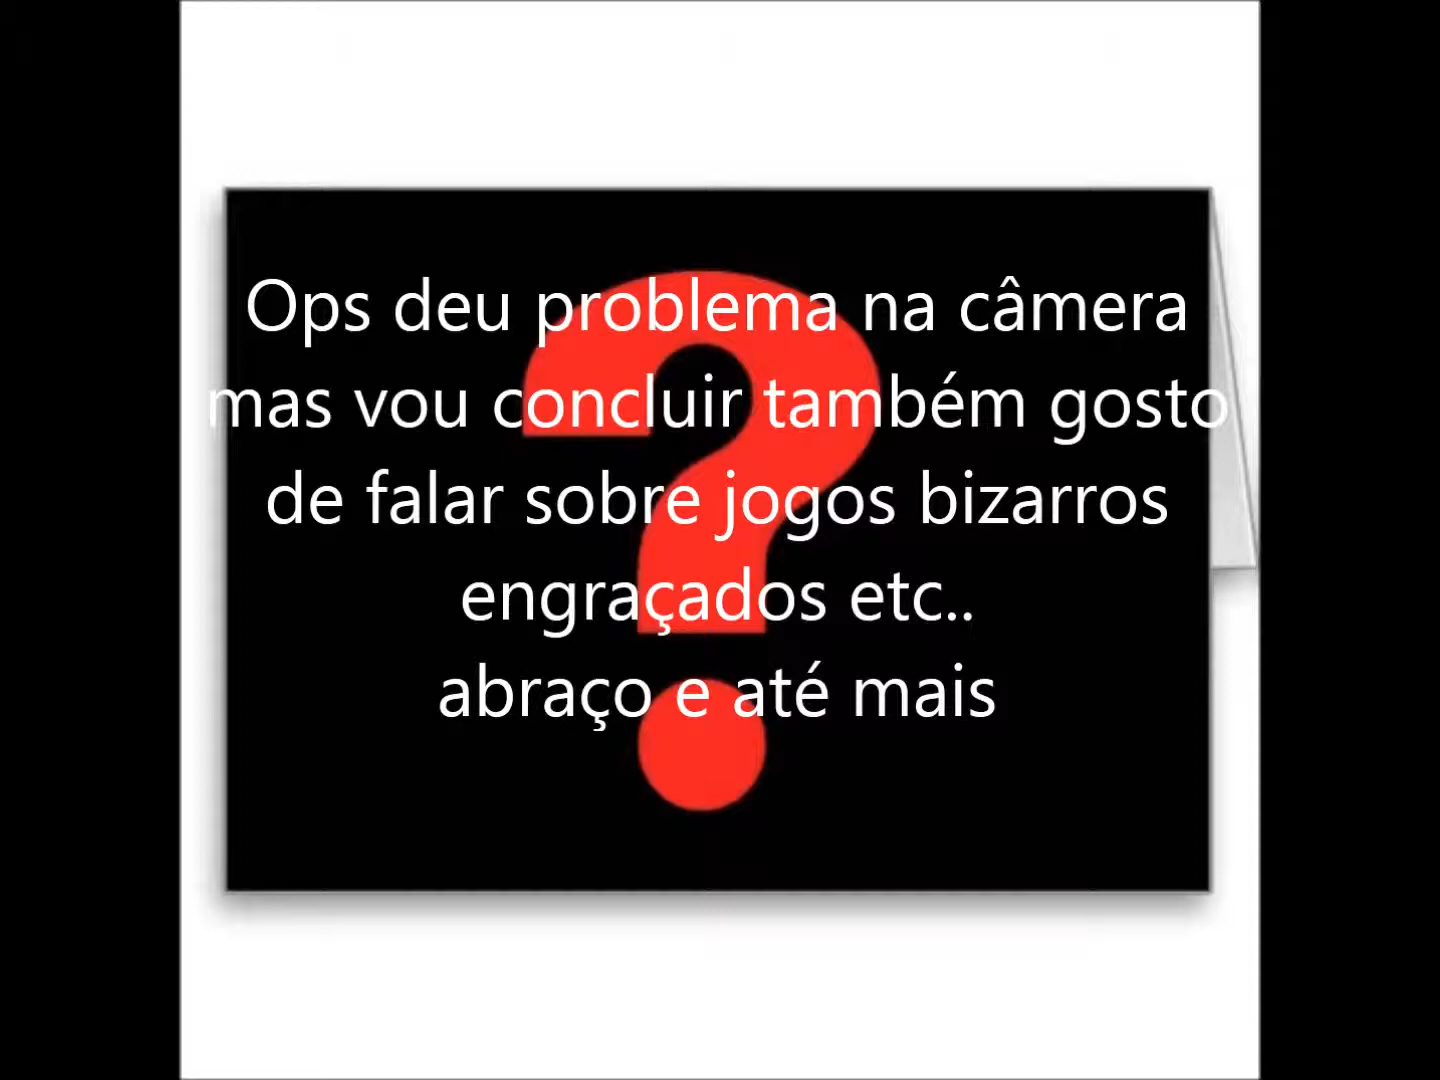 Ops deu problema na câmera
mas vou concluir também gosto
de falar sobre jogos bizarros
engraçados etc..
abraço e até mais